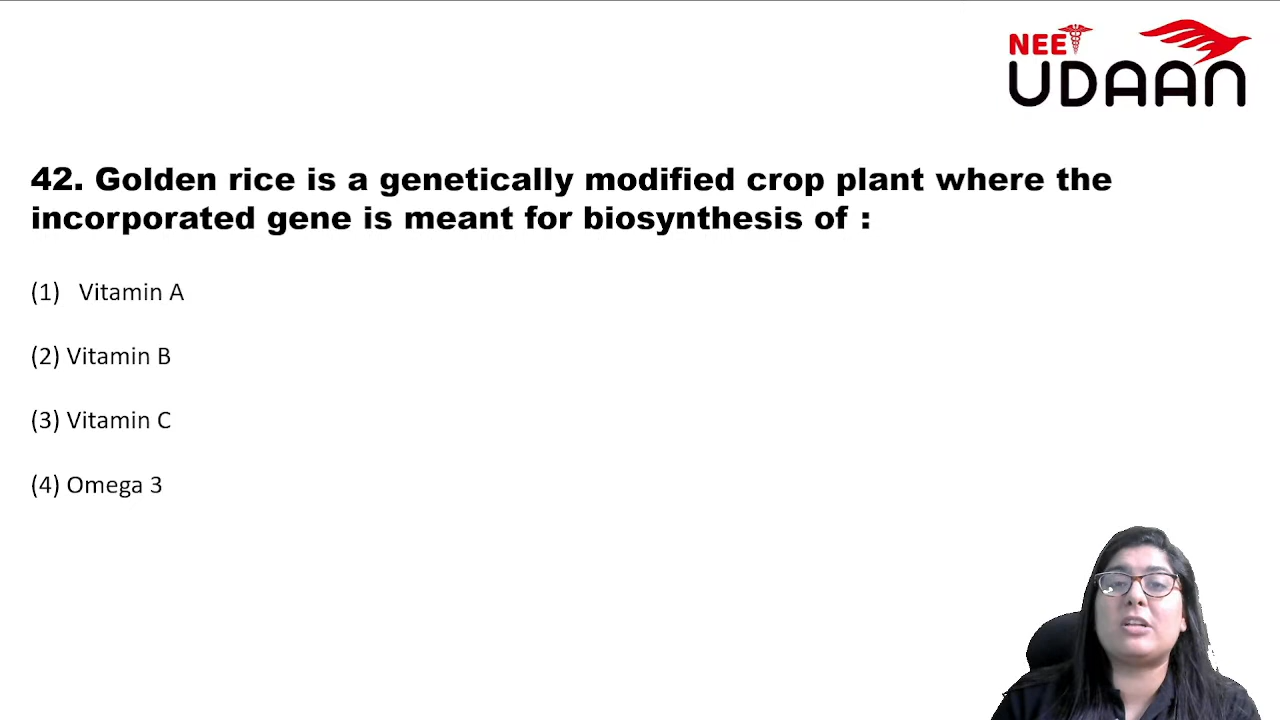 NEET
UDAAN
42. Golden rice is a genetically modified crop plant where the
incorporated gene is meant for biosynthesis of :
(1) Vitamin A
(2) Vitamin B
(3) Vitamin C
(4) Omega 3